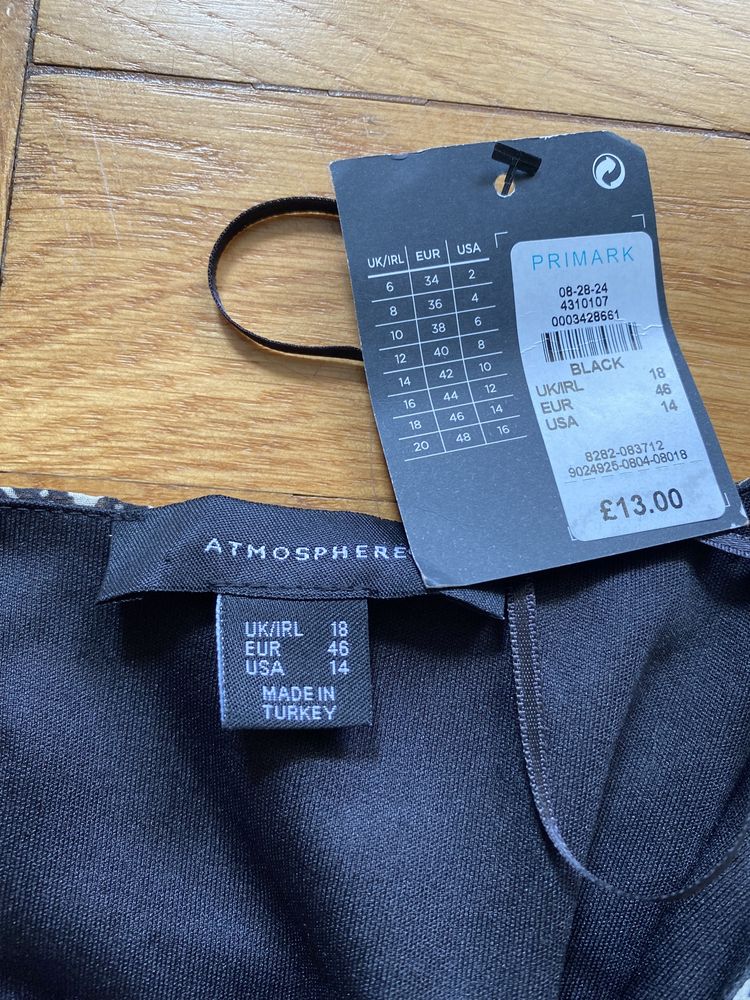 UK/IRL EUR USA
6 34 2
8 36 4
10 38 6
12 40 8
14 42 10
16 44 12
18 46 14
20 48 16
PRIMARK
08-28-24
4310107
0003428661
BLACK
UK/IRL 18
EUR 46
USA 14
8282-083712
9024925-0804-08018
£13.00
ATMOSPHERE
UK/IRL 18
EUR 46
USA 14
MADE IN
TURKEY